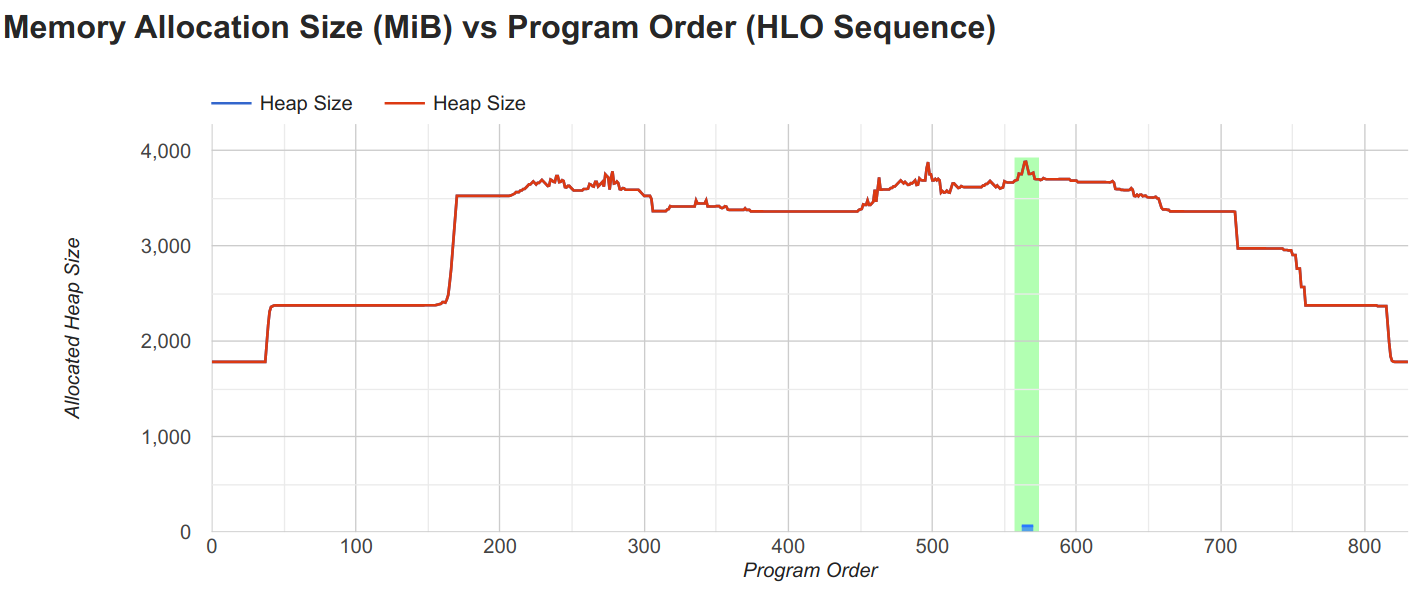 Memory Allocation Size (MiB) vs Program Order (HLO Sequence)
Heap Size Heap Size
4,000
3,000
2,000
1,000
0
Allocated Heap Size
0 100 200 300 400 500 600 700 800
Program Order